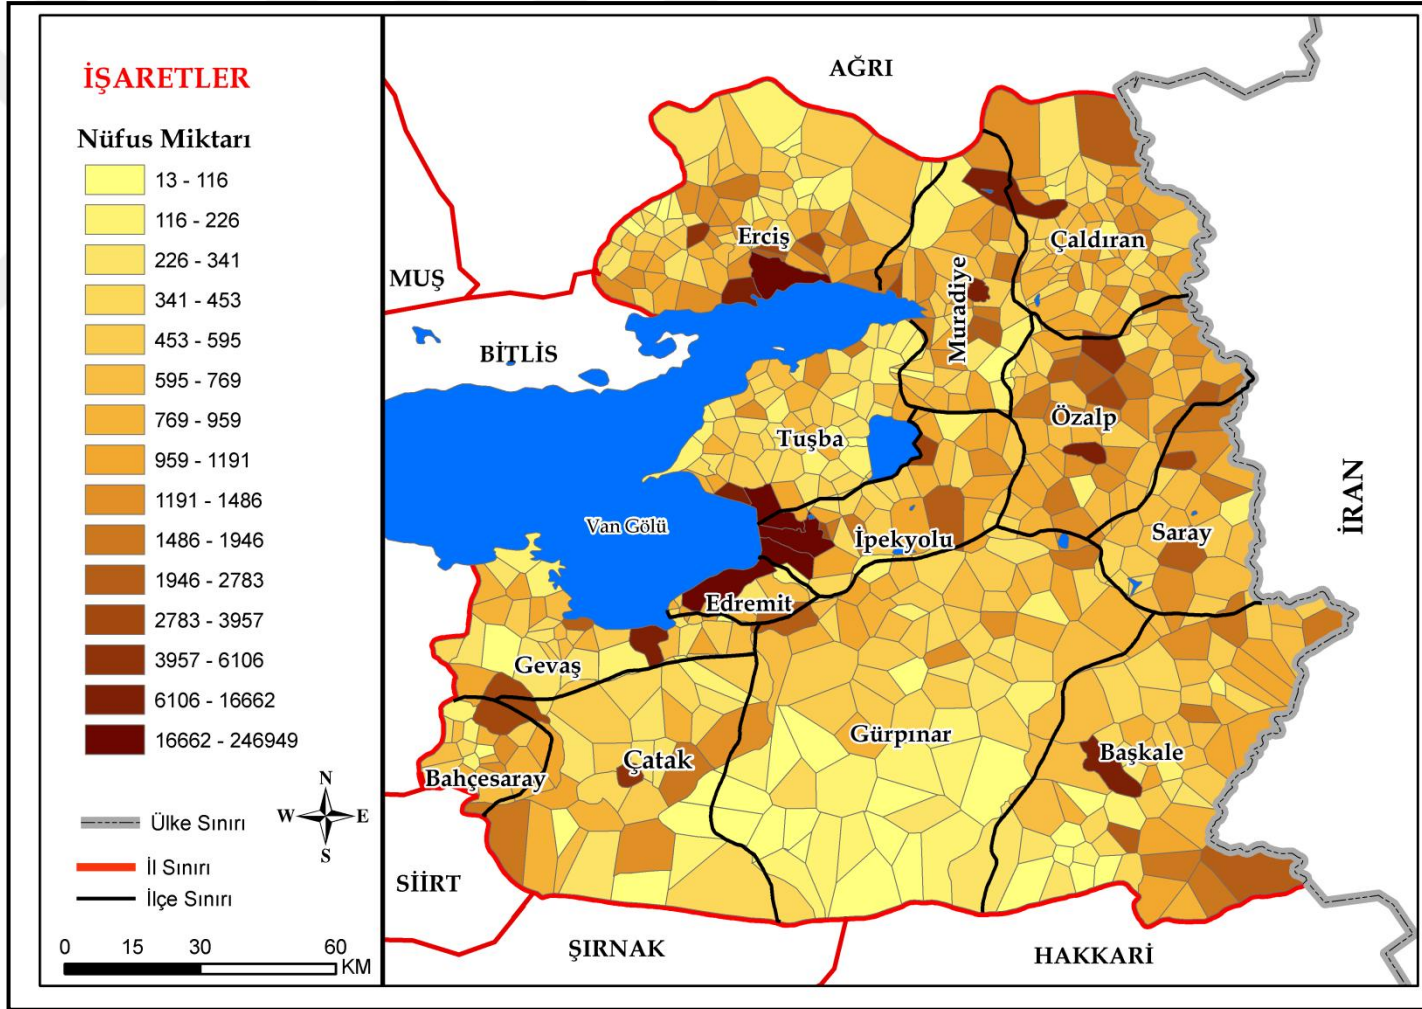 İŞARETLER
Nüfus Miktarı
13 - 116
116 - 226
226 - 341
341 - 453
453 - 595
595 - 769
769 - 959
959 - 1191
1191 - 1486
1486 - 1946
1946 - 2783
2783 - 3957
3957 - 6106
6106 - 16662
16662 - 246949
N
W E
S
Ülke Sınırı
İl Sınırı
İlçe Sınırı
0 15 30 60
KM
AĞRI
MUŞ
BİTLİS
SİİRT
ŞIRNAK
HAKKARİ
İRAN
Erciş
Çaldıran
Muradiye
Özalp
Tuşba
Van Gölü
İpekyolu
Saray
Edremit
Gevaş
Gürpınar
Başkale
Çatak
Bahçesaray